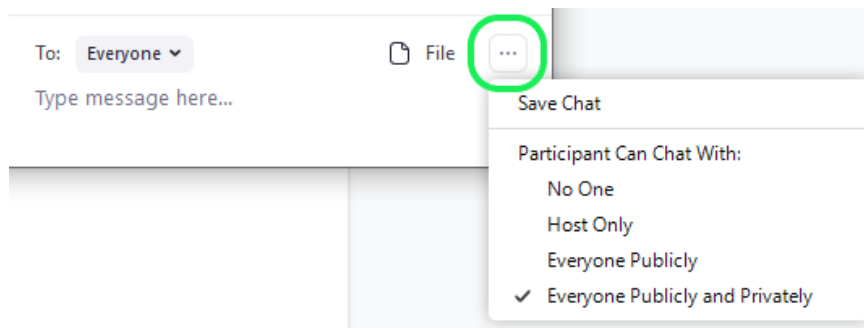 To: Everyone File ...
Type message here...
Save Chat
Participant Can Chat With:
No One
Host Only
Everyone Publicly
Everyone Publicly and Privately